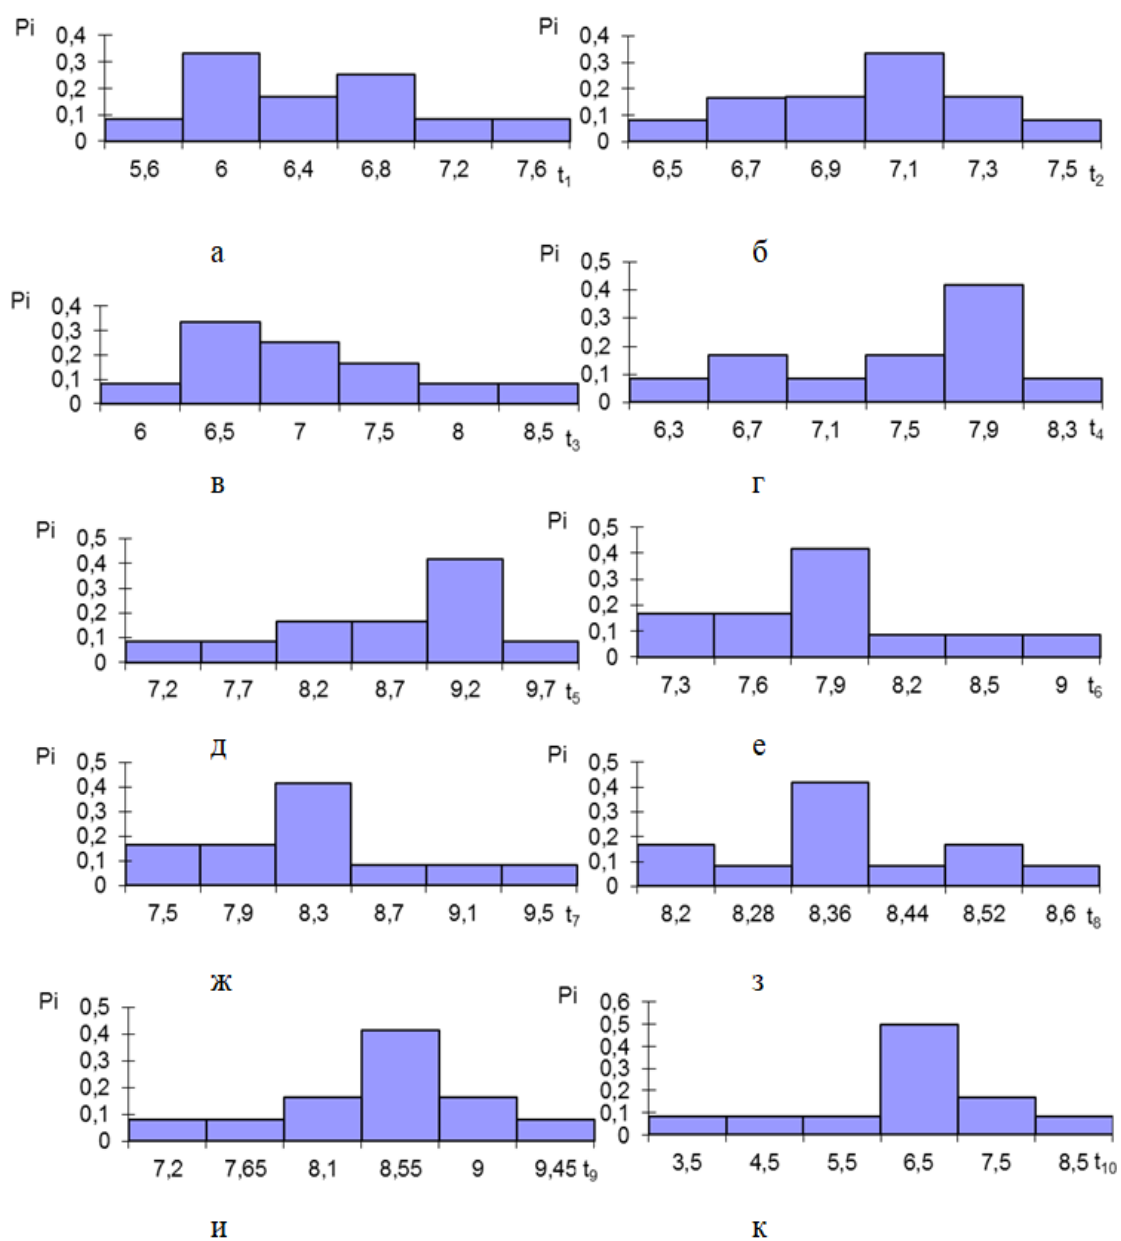 Pi
0,4
0,3
0,2
0,1
0
5,6 6 6,4 6,8 7,2 7,6 t1
а
Pi
0,4
0,3
0,2
0,1
0
6,5 6,7 6,9 7,1 7,3 7,5 t2
б
Pi
0,4
0,3
0,2
0,1
0
6 6,5 7 7,5 8 8,5 t3
в
Pi
0,5
0,4
0,3
0,2
0,1
0
6,3 6,7 7,1 7,5 7,9 8,3 t4
г
Pi
0,5
0,4
0,3
0,2
0,1
0
7,2 7,7 8,2 8,7 9,2 9,7 t5
д
Pi
0,5
0,4
0,3
0,2
0,1
0
7,3 7,6 7,9 8,2 8,5 9 t6
е
Pi
0,5
0,4
0,3
0,2
0,1
0
7,5 7,9 8,3 8,7 9,1 9,5 t7
ж
Pi
0,5
0,4
0,3
0,2
0,1
0
8,2 8,28 8,36 8,44 8,52 8,6 t8
з
Pi
0,5
0,4
0,3
0,2
0,1
0
7,2 7,65 8,1 8,55 9 9,45 t9
и
Pi
0,6
0,5
0,4
0,3
0,2
0,1
0
3,5 4,5 5,5 6,5 7,5 8,5 t10
к